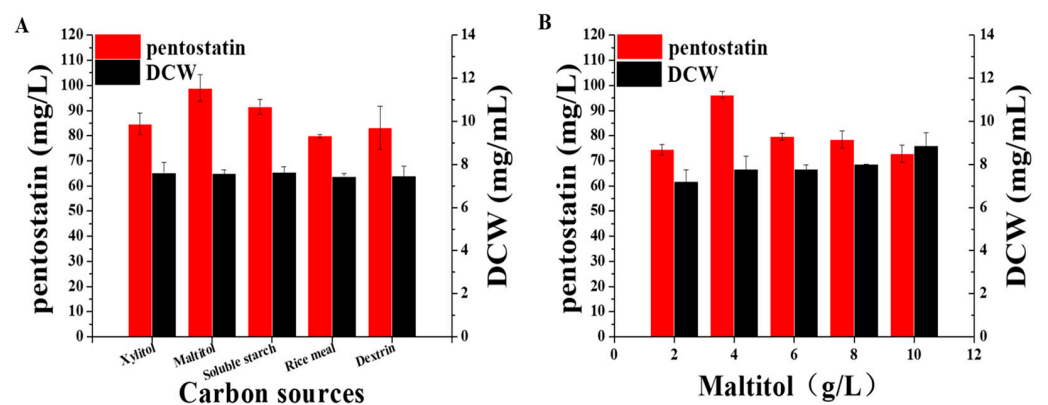 A
pentostatin
DCW
pentostatin (mg/L)
120
110
100
90
80
70
60
50
40
30
20
10
0
14
12
10
8
6
4
2
0
DCW (mg/mL)
Xylitol
Maltitol
Soluble starch
Rice meal
Dextrin
Carbon sources
B
pentostatin
DCW
pentostatin (mg/L)
120
110
100
90
80
70
60
50
40
30
20
10
0
14
12
10
8
6
4
2
0
DCW (mg/mL)
0 2 4 6 8 10 12
Maltitol（g/L）